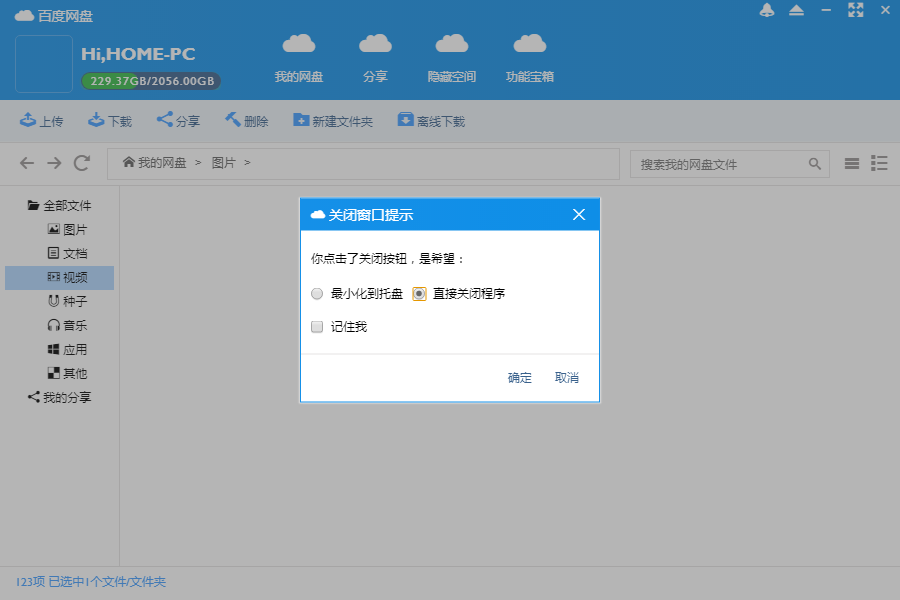 百度网盘
Hi,HOME-PC
229.37GB/2056.00GB
我的网盘 分享 隐藏空间 功能宝箱
上传 下载 分享 删除 新建文件夹 离线下载
我的网盘 > 图片 >
搜索我的网盘文件
全部文件
图片
文档
视频
种子
音乐
应用
其他
我的分享
关闭窗口提示
你点击了关闭按钮，是希望：
最小化到托盘 直接关闭程序
记住我
确定 取消
123项 已选中1个文件/文件夹